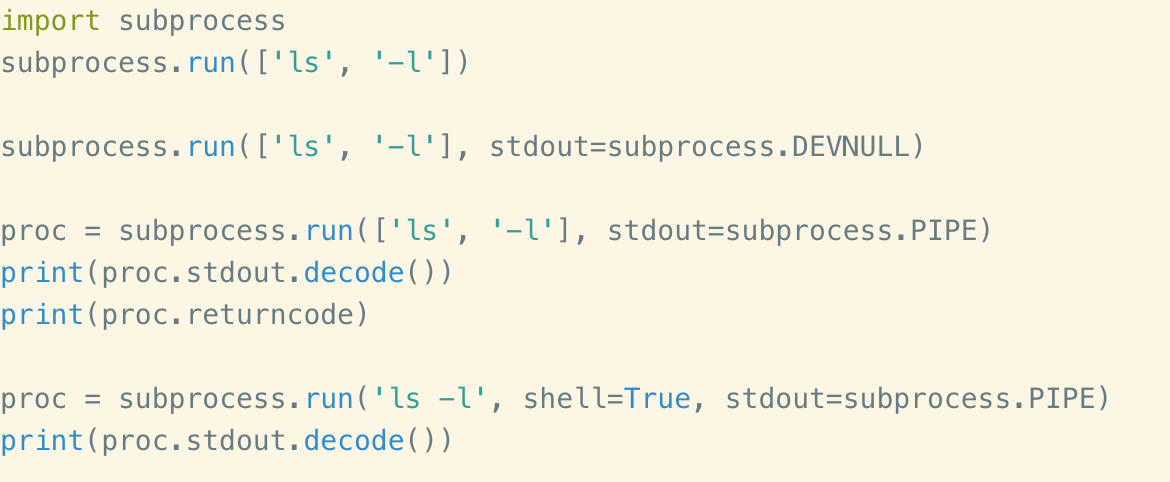 import subprocess
subprocess.run(['ls', '-l'])
subprocess.run(['ls', '-l'], stdout=subprocess.DEVNULL)
proc = subprocess.run(['ls', '-l'], stdout=subprocess.PIPE)
print(proc.stdout.decode())
print(proc.returncode)
proc = subprocess.run('ls -l', shell=True, stdout=subprocess.PIPE)
print(proc.stdout.decode())